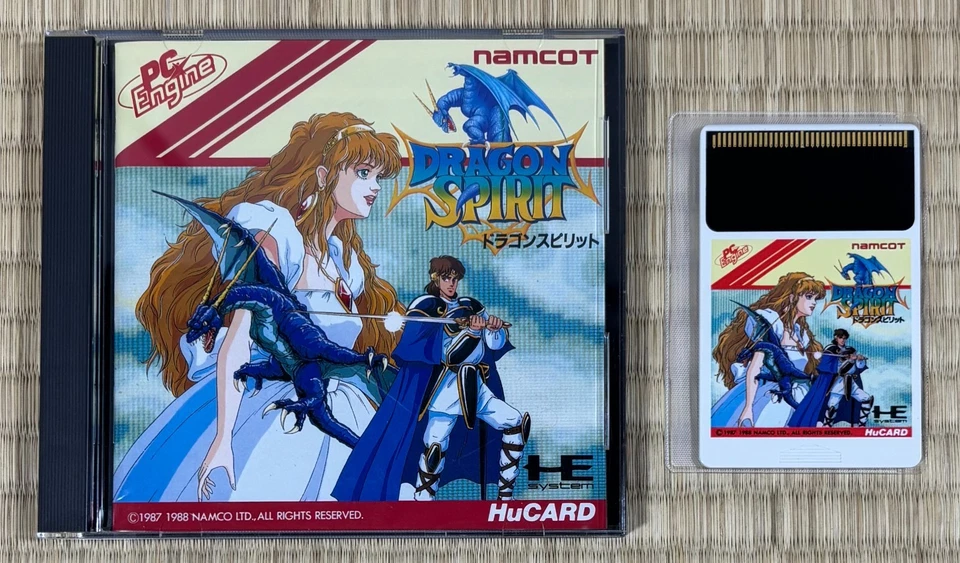 PC Engine
namcoT
DRAGON
SPIRIT
ドラゴンスピリット
HE
system
©1987 1988 NAMCO LTD., ALL RIGHTS RESERVED.
HuCARD
PC Engine
namcoT
DRAGON
SPIRIT
ドラゴンスピリット
HE
system
©1987 1988 NAMCO LTD., ALL RIGHTS RESERVED.
HuCARD